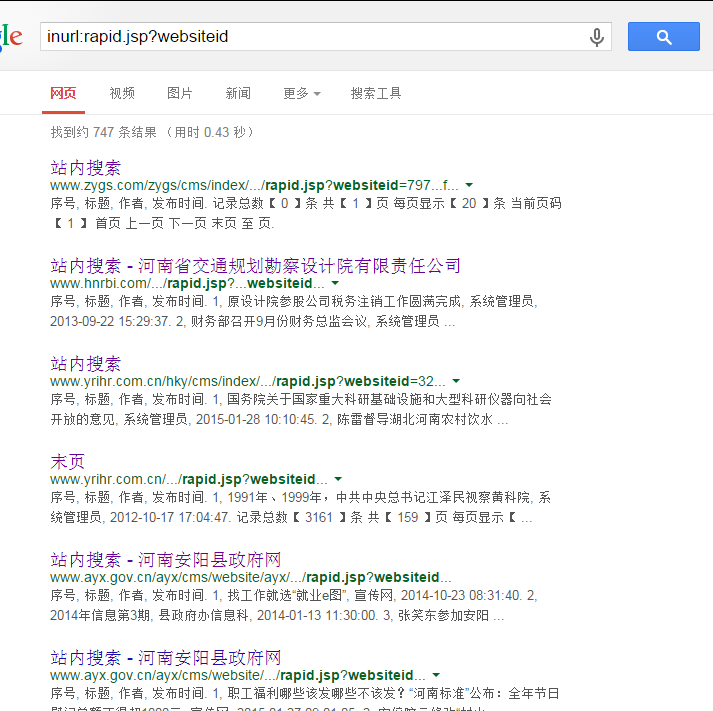 gle inurl:rapid.jsp?websiteid
网页 视频 图片 新闻 更多 搜索工具
找到约 747 条结果 （用时 0.43 秒）
站内搜索
www.zygs.com/zygs/cms/index/.../rapid.jsp?websiteid=797...f...
序号, 标题, 作者, 发布时间. 记录总数【 0 】条 共【 1 】页 每页显示【 20 】条 当前页码
【 1 】 首页 上一页 下一页 末页 至 页.
站内搜索 - 河南省交通规划勘察设计院有限责任公司
www.hnrbi.com/.../rapid.jsp?...websiteid...
序号, 标题, 作者, 发布时间. 1, 原设计院参股公司税务注销工作圆满完成, 系统管理员,
2013-09-22 15:29:37. 2, 财务部召开9月份财务总监会议, 系统管理员 ...
站内搜索
www.yrihr.com.cn/hky/cms/index/.../rapid.jsp?websiteid=32...
序号, 标题, 作者, 发布时间. 1, 国务院关于国家重大科研基础设施和大型科研仪器向社会
开放的意见, 系统管理员, 2015-01-28 10:10:45. 2, 陈雷督导湖北河南农村饮水 ...
末页
www.yrihr.com.cn/.../rapid.jsp?websiteid...
序号, 标题, 作者, 发布时间. 1, 1991年、1999年，中共中央总书记江泽民视察黄科院, 系
统管理员, 2012-10-17 17:04:47. 记录总数【 3161 】条 共【 159 】页 每页显示【 ...
站内搜索 - 河南安阳县政府网
www.ayx.gov.cn/ayx/cms/website/ayx/.../rapid.jsp?websiteid...
序号, 标题, 作者, 发布时间. 1, 找工作就选“就业e图”, 宣传网, 2014-10-23 08:31:40. 2,
2014年信息第3期, 县政府办信息科, 2014-01-13 11:30:00. 3, 张笑东参加安阳 ...
站内搜索 - 河南安阳县政府网
www.ayx.gov.cn/ayx/cms/website/.../rapid.jsp?websiteid...
序号, 标题, 作者, 发布时间. 1, 职工福利哪些该发哪些不该发？“河南标准”公布：全年节日